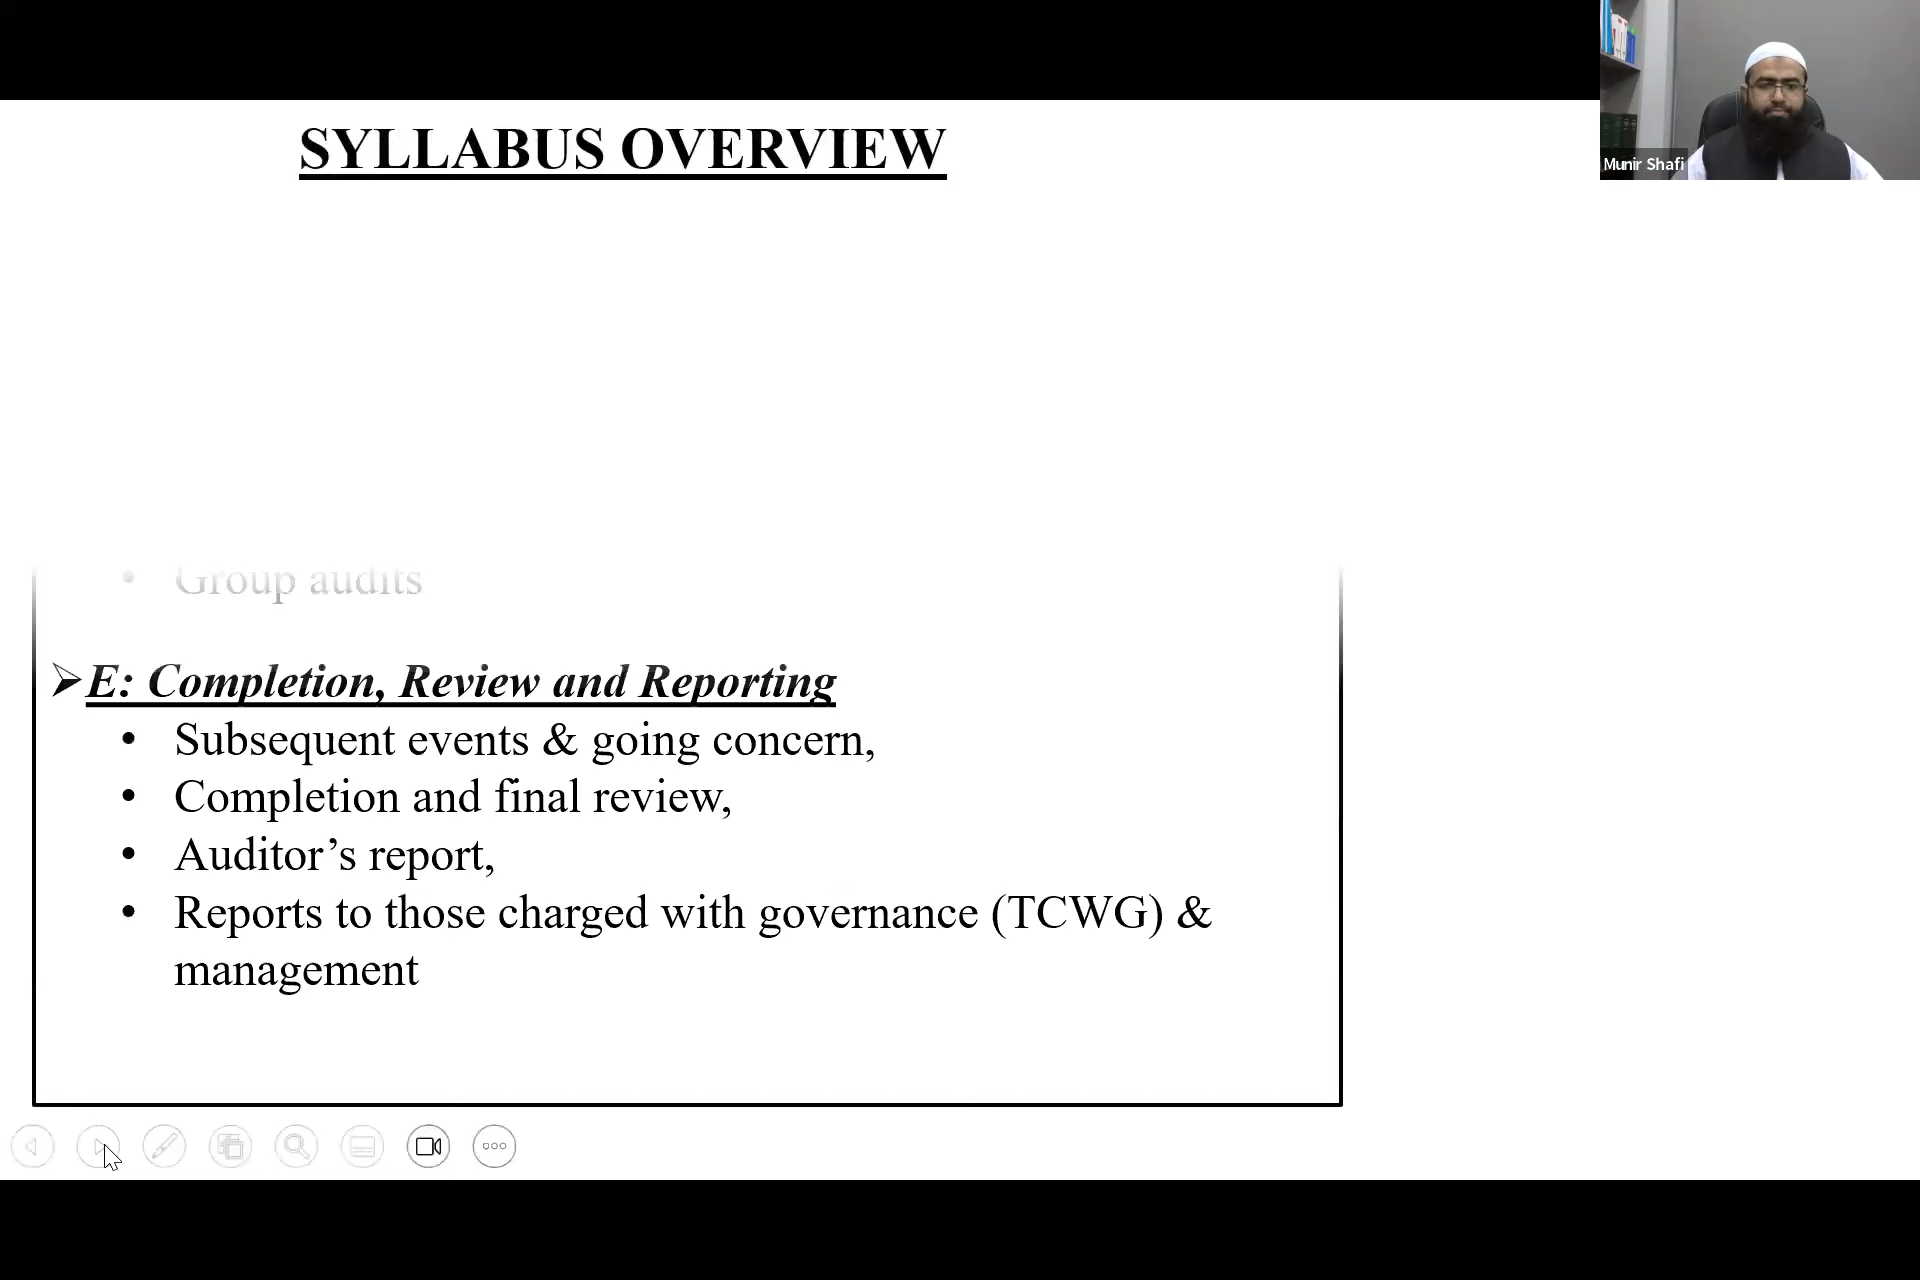 SYLLABUS OVERVIEW
Munir Shafi
• Group audits
➢E: Completion, Review and Reporting
• Subsequent events & going concern,
• Completion and final review,
• Auditor’s report,
• Reports to those charged with governance (TCWG) &
management